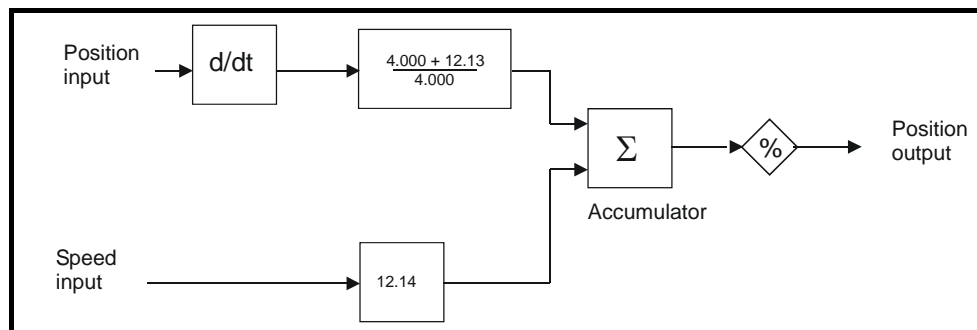 Position
input
d/dt
4.000 + 12.13
4.000
Σ
Accumulator
%
Position
output
Speed
input
12.14